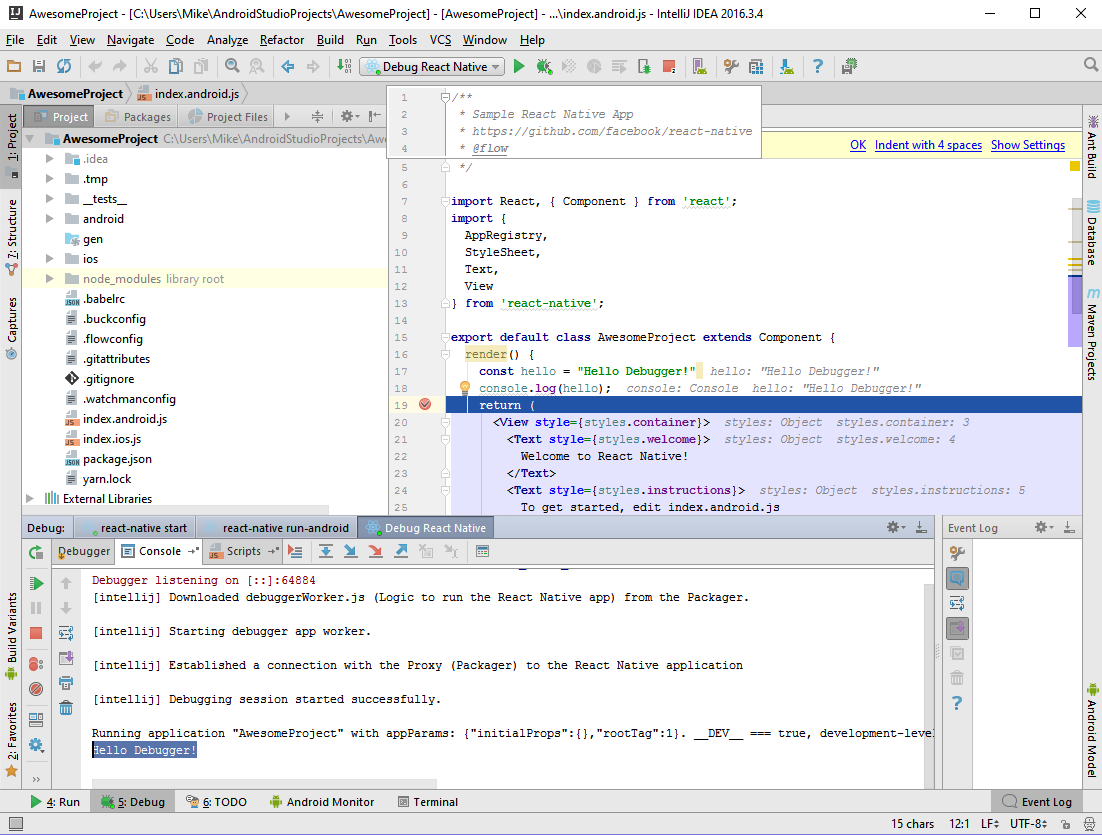 AwesomeProject - [C:\Users\Mike\AndroidStudioProjects\AwesomeProject] - [AwesomeProject] - ...\index.android.js - IntelliJ IDEA 2016.3.4
File Edit View Navigate Code Analyze Refactor Build Run Tools VCS Window Help
Debug React Native
AwesomeProject index.android.js
Project Packages Project Files
AwesomeProject C:\Users\Mike\AndroidStudioProjects\Awe
.idea
.tmp
__tests__
android
gen
ios
node_modules library root
.babelrc
.buckconfig
.flowconfig
.gitattributes
.gitignore
.watchmanconfig
index.android.js
index.ios.js
package.json
yarn.lock
External Libraries
1: Project
7: Structure
Captures
Build Variants
2: Favorites
OK Indent with 4 spaces Show Settings
1 /**
2 * Sample React Native App
3 * https://github.com/facebook/react-native
4 * @flow
5 */
6
7 import React, { Component } from 'react';
8 import {
9 AppRegistry,
10 StyleSheet,
11 Text,
12 View
13 } from 'react-native';
14
15 export default class AwesomeProject extends Component {
16 render() {
17 const hello = "Hello Debugger!" hello: "Hello Debugger!"
18 console.log(hello); console: Console hello: "Hello Debugger!"
19 return (
20 <View style={styles.container}> styles: Object styles.container: 3
21 <Text style={styles.welcome}> styles: Object styles.welcome: 4
22 Welcome to React Native!
23 </Text>
24 <Text style={styles.instructions}> styles: Object styles.instructions: 5
25 To get started, edit index.android.js
Ant Build
Database
m Maven Projects
Android Model
Debug: react-native start react-native run-android Debug React Native
Event Log
Debugger Console Scripts
Debugger listening on [::]:64884
[intellij] Downloaded debuggerWorker.js (Logic to run the React Native app) from the Packager.
[intellij] Starting debugger app worker.
[intellij] Established a connection with the Proxy (Packager) to the React Native application
[intellij] Debugging session started successfully.
Running application "AwesomeProject" with appParams: {"initialProps":{},"rootTag":1}. __DEV__ === true, development-leve
Hello Debugger!
4: Run 5: Debug 6: TODO Android Monitor Terminal Event Log
15 chars 12:1 LF UTF-8